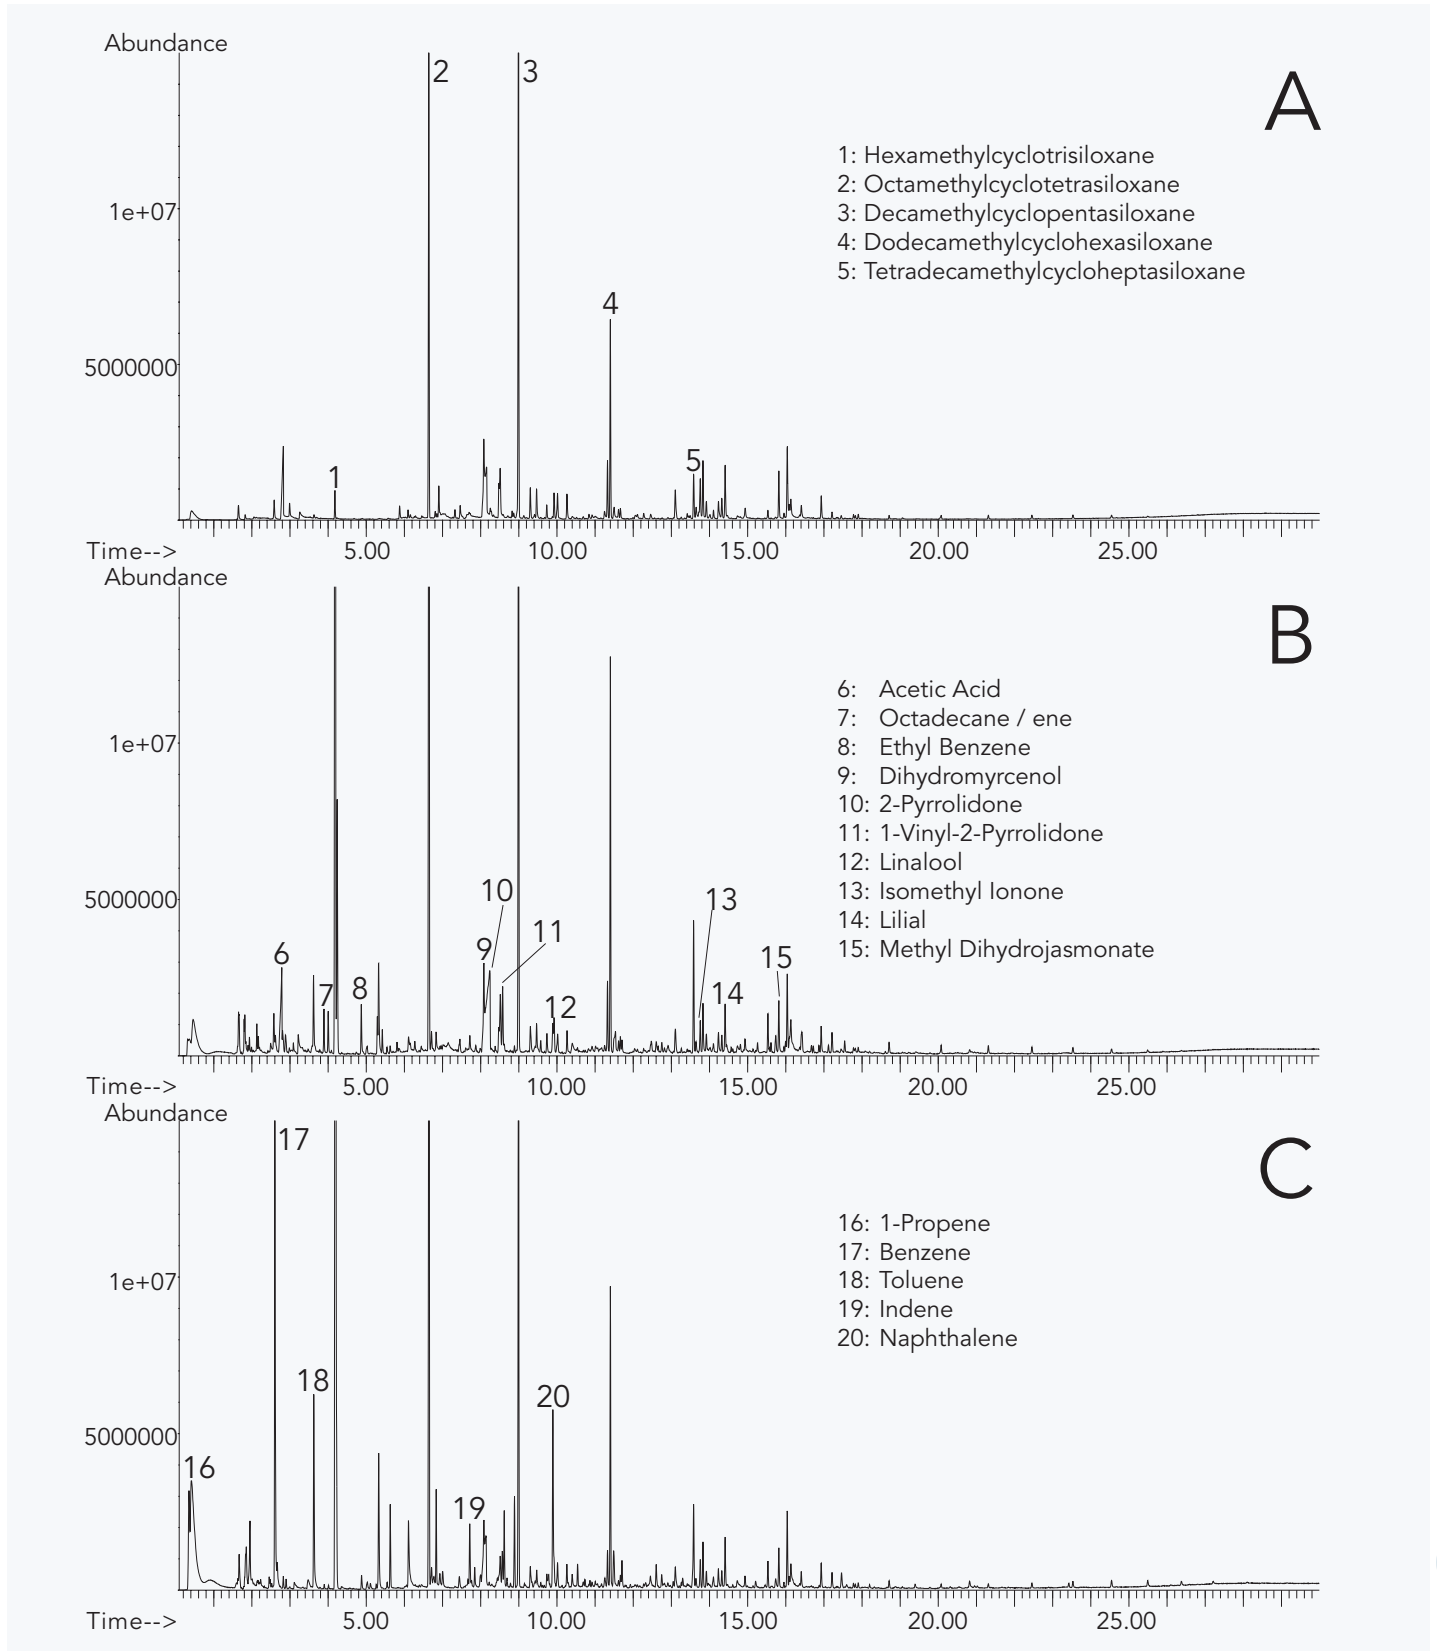 Abundance
A
2
3
1: Hexamethylcyclotrisiloxane
2: Octamethylcyclotetrasiloxane
1e+07
3: Decamethylcyclopentasiloxane
4: Dodecamethylcyclohexasiloxane
5: Tetradecamethylcycloheptasiloxane
4
5000000
5
1
Time--> 5.00 10.00 15.00 20.00 25.00
Abundance
B
6: Acetic Acid
7: Octadecane / ene
1e+07
8: Ethyl Benzene
9: Dihydromyrcenol
10: 2-Pyrrolidone
11: 1-Vinyl-2-Pyrrolidone
12: Linalool
13: Isomethyl Ionone
14: Lilial
15: Methyl Dihydrojasmonate
5000000
10
13
11
6
9
15
7
8
14
12
Time--> 5.00 10.00 15.00 20.00 25.00
Abundance
C
17
16: 1-Propene
17: Benzene
1e+07
18: Toluene
19: Indene
20: Naphthalene
18
20
5000000
16
19
Time--> 5.00 10.00 15.00 20.00 25.00